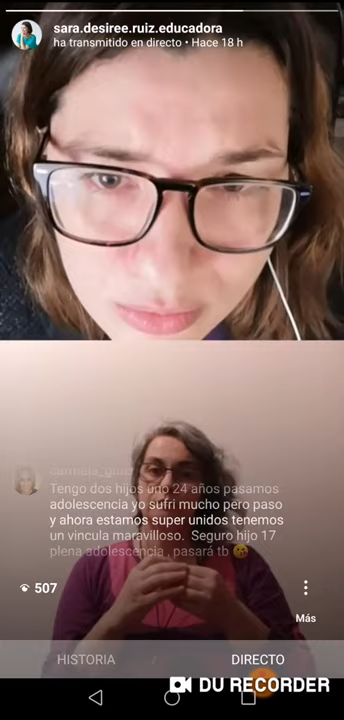 sara.desiree.ruiz.educadora
ha transmitido en directo • Hace 18 h
Tengo dos hijos uno 24 años pasamos
adolescencia yo sufri mucho pero paso
y ahora estamos super unidos tenemos
un vincula maravilloso. Seguro hijo 17
plena adolescencia , pasará tb
507
Más
HISTORIA
DIRECTO
DU RECORDER